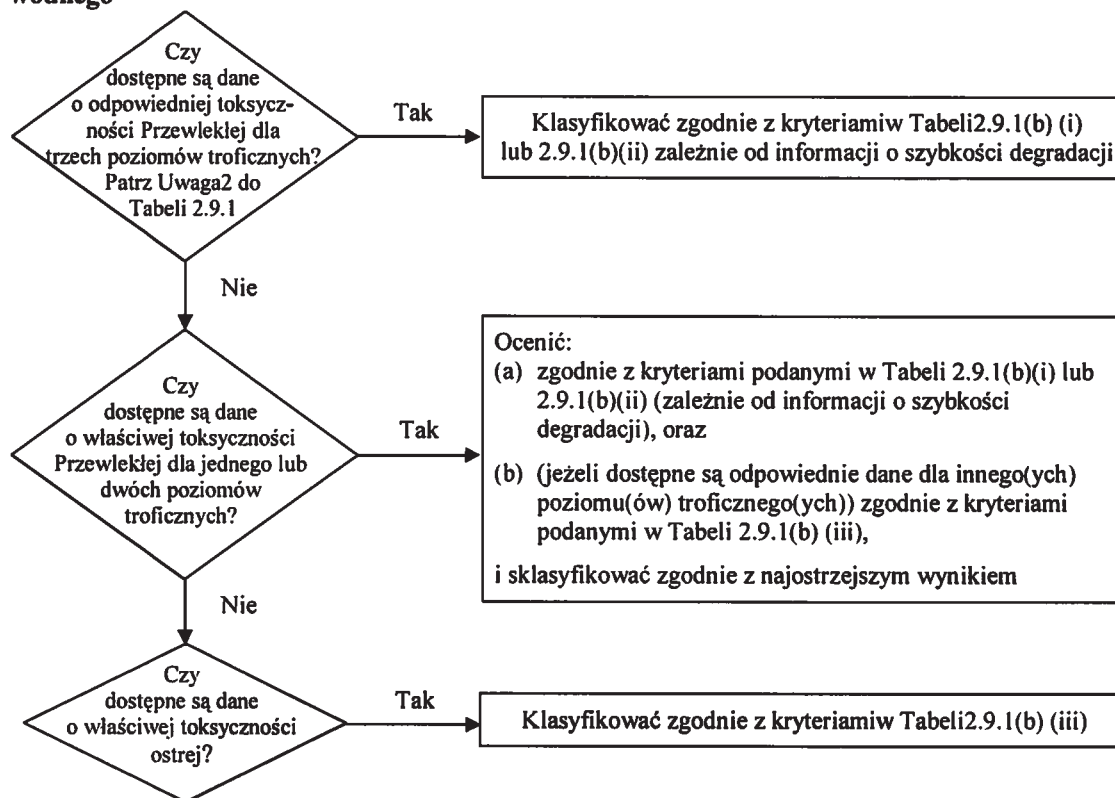 wodnego
Czy
dostępne są dane
o odpowiedniej toksycz-
ności Przewlekłej dla
trzech poziomów troficznych?
Patrz Uwaga2 do
Tabeli 2.9.1
Tak
Klasyfikować zgodnie z kryteriamiw Tabeli2.9.1(b) (i)
lub 2.9.1(b)(ii) zależnie od informacji o szybkości degradacji
Nie
Czy
dostępne są dane
o właściwej toksyczności
Przewlekłej dla jednego lub
dwóch poziomów
troficznych?
Tak
Ocenić:
(a) zgodnie z kryteriami podanymi w Tabeli 2.9.1(b)(i) lub
2.9.1(b)(ii) (zależnie od informacji o szybkości
degradacji), oraz
(b) (jeżeli dostępne są odpowiednie dane dla innego(ych)
poziomu(ów) troficznego(ych)) zgodnie z kryteriami
podanymi w Tabeli 2.9.1(b) (iii),
i sklasyfikować zgodnie z najostrzejszym wynikiem
Nie
Czy
dostępne są dane
o właściwej toksyczności
ostrej?
Tak
Klasyfikować zgodnie z kryteriamiw Tabeli2.9.1(b) (iii)